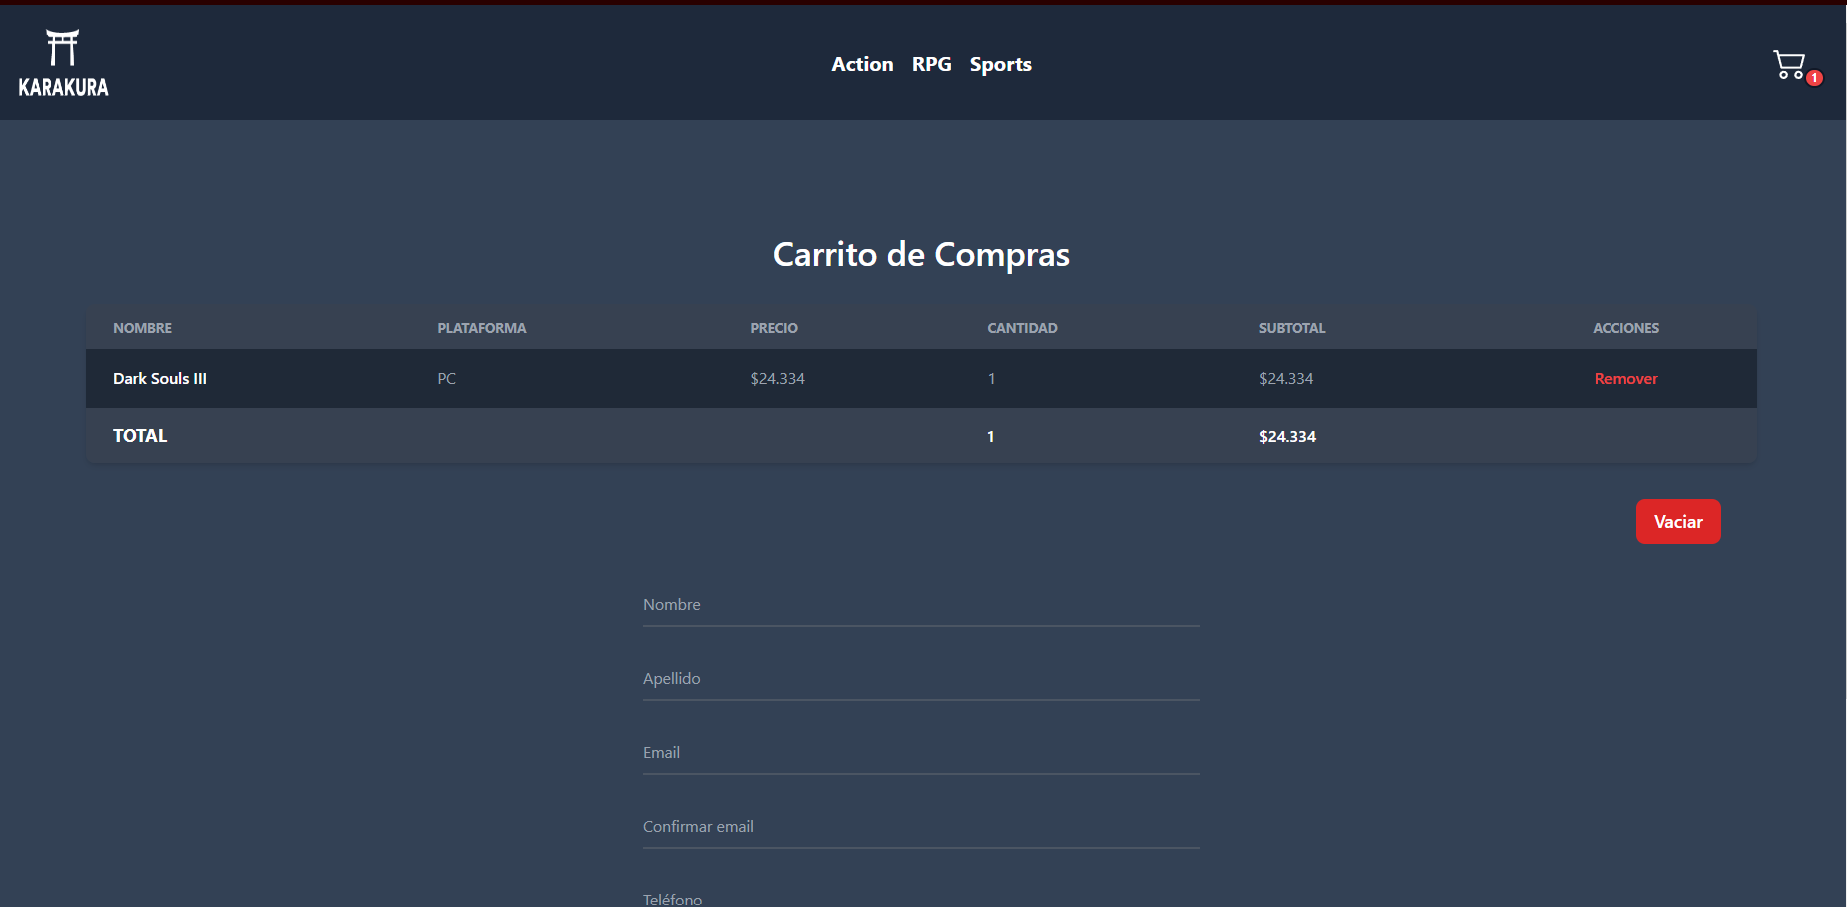 KARAKURA
Action RPG Sports
1
Carrito de Compras
NOMBRE PLATAFORMA PRECIO CANTIDAD SUBTOTAL ACCIONES
Dark Souls III PC $24.334 1 $24.334 Remover
TOTAL 1 $24.334
Vaciar
Nombre
Apellido
Email
Confirmar email
Teléfono